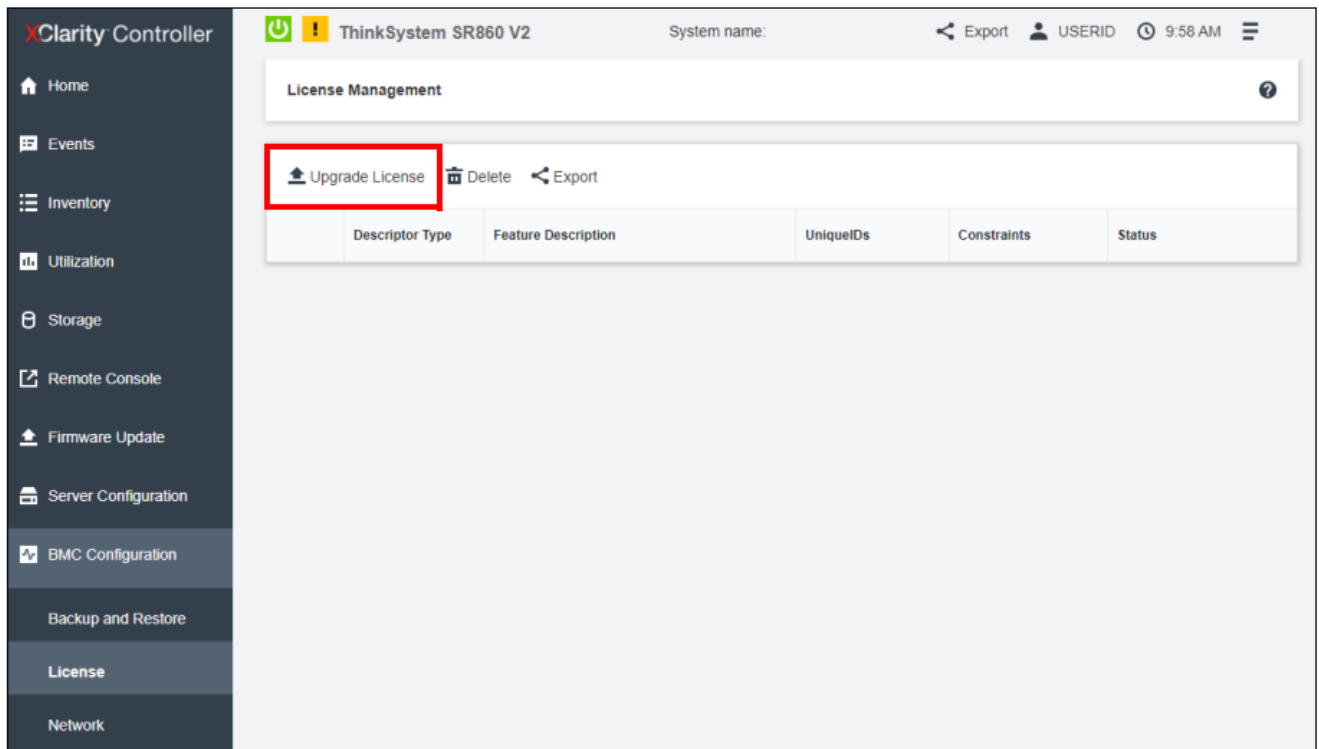 XClarity Controller
ThinkSystem SR860 V2 System name: Export USERID 9:58 AM
Home
License Management
Events
Upgrade License Delete Export
Inventory
Descriptor Type Feature Description UniqueIDs Constraints Status
Utilization
Storage
Remote Console
Firmware Update
Server Configuration
BMC Configuration
Backup and Restore
License
Network